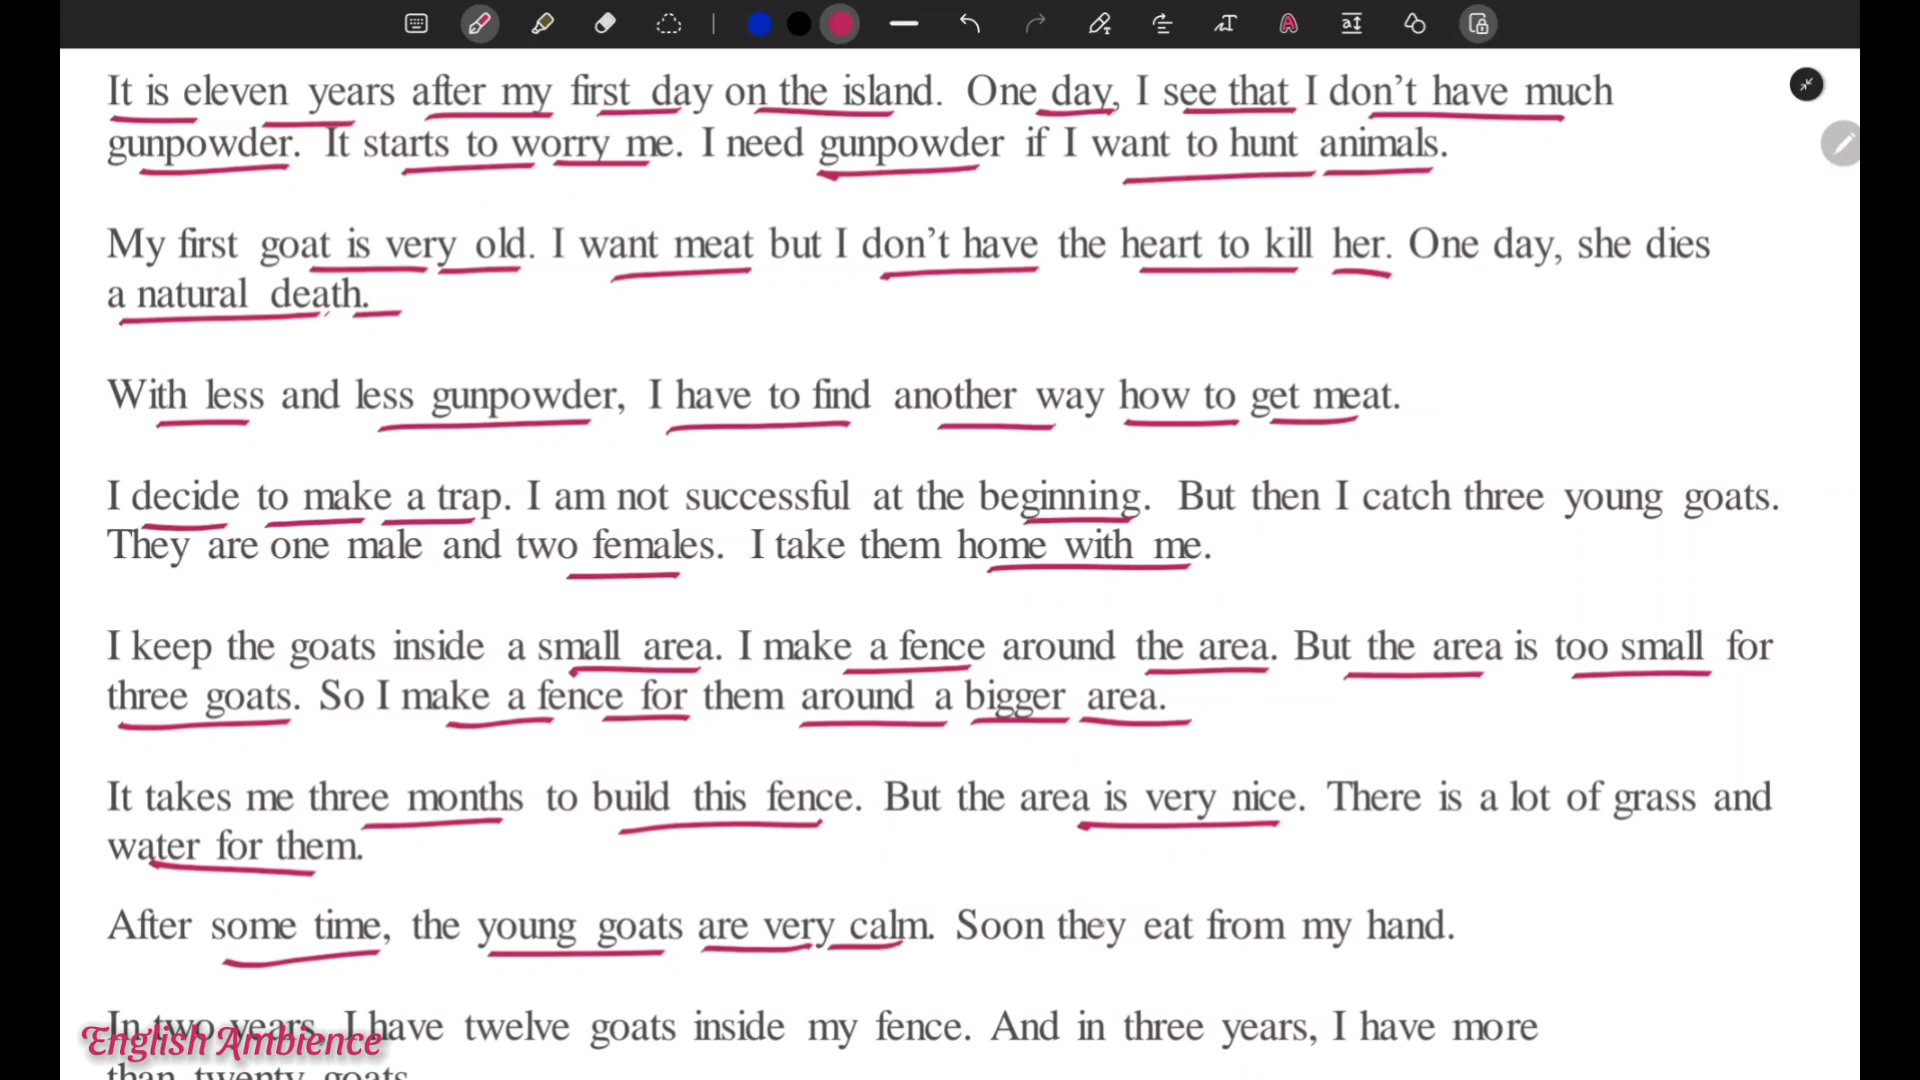 It is eleven years after my first day on the island. One day, I see that I don't have much
gunpowder. It starts to worry me. I need gunpowder if I want to hunt animals.
My first goat is very old. I want meat but I don't have the heart to kill her. One day, she dies
a natural death.
With less and less gunpowder, I have to find another way how to get meat.
I decide to make a trap. I am not successful at the beginning. But then I catch three young goats.
They are one male and two females. I take them home with me.
I keep the goats inside a small area. I make a fence around the area. But the area is too small for
three goats. So I make a fence for them around a bigger area.
It takes me three months to build this fence. But the area is very nice. There is a lot of grass and
water for them.
After some time, the young goats are very calm. Soon they eat from my hand.
In two years, I have twelve goats inside my fence. And in three years, I have more
than twenty goats.
English Ambience